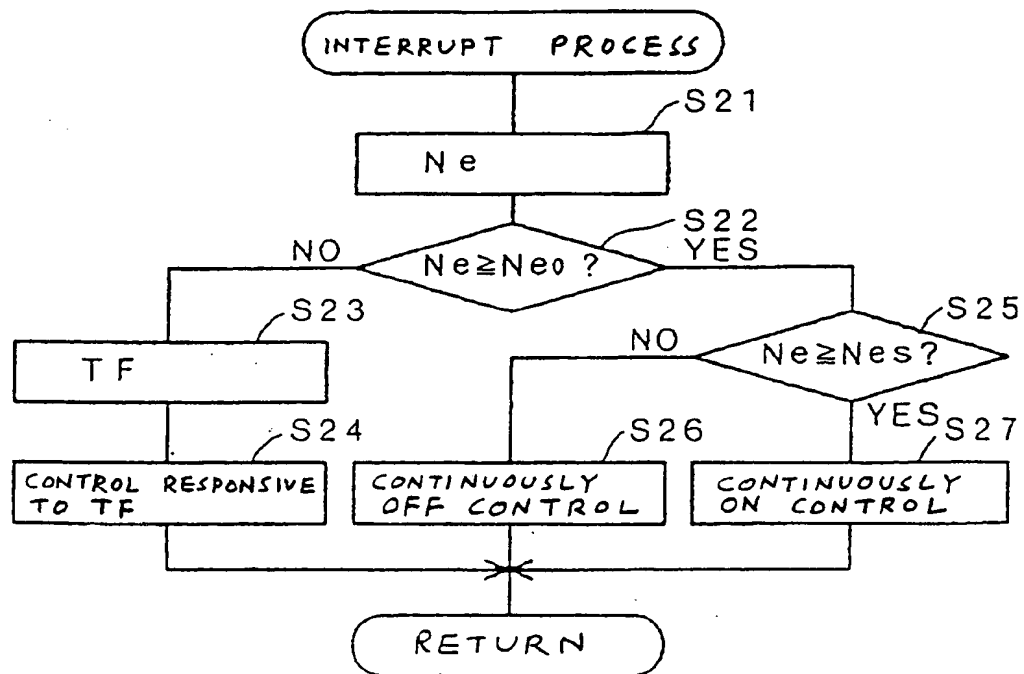 INTERRUPT PROCESS
S21
Ne
S22
NO
YES
Ne≧Neo ?
S23
S25
TF
NO
Ne≧Nes ?
YES
S24
S26
S27
CONTROL RESPONSIVE
TO TF
CONTINUOUSLY
OFF CONTROL
CONTINUOUSLY
ON CONTROL
RETURN